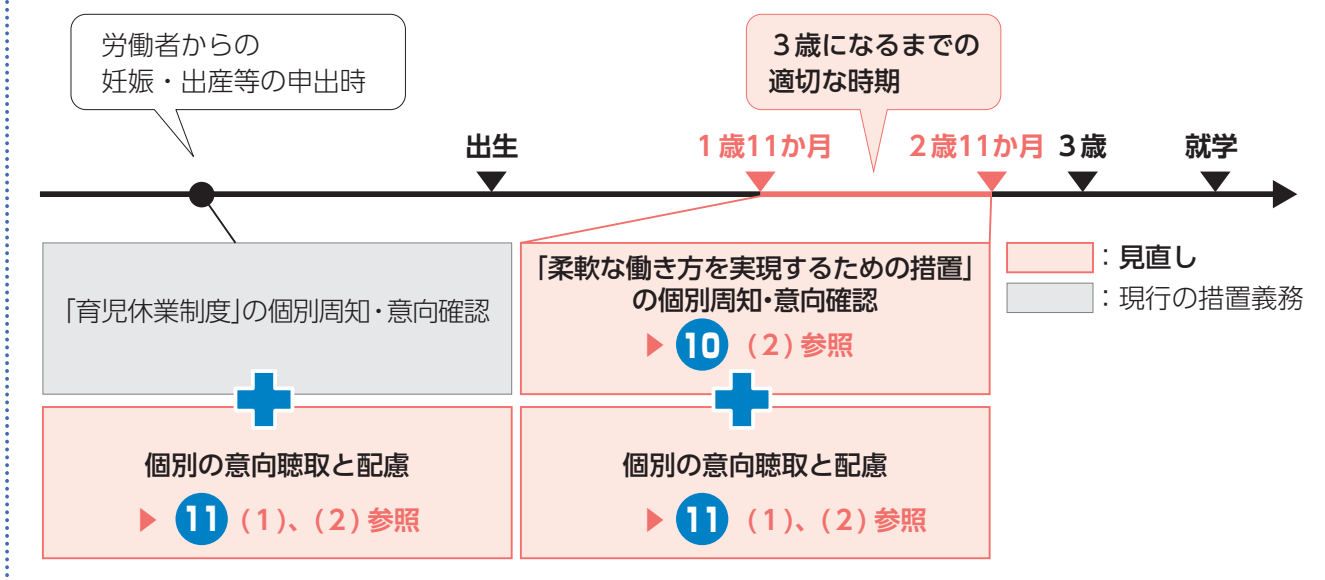 労働者からの
妊娠・出産等の申出時
3歳になるまでの
適切な時期
出生
1歳11か月
2歳11か月
3歳
就学
「育児休業制度」の個別周知・意向確認
「柔軟な働き方を実現するための措置」
の個別周知・意向確認
▶ 10 (2)参照
：見直し
：現行の措置義務
個別の意向聴取と配慮
▶ 11 (1)、(2)参照
個別の意向聴取と配慮
▶ 11 (1)、(2)参照